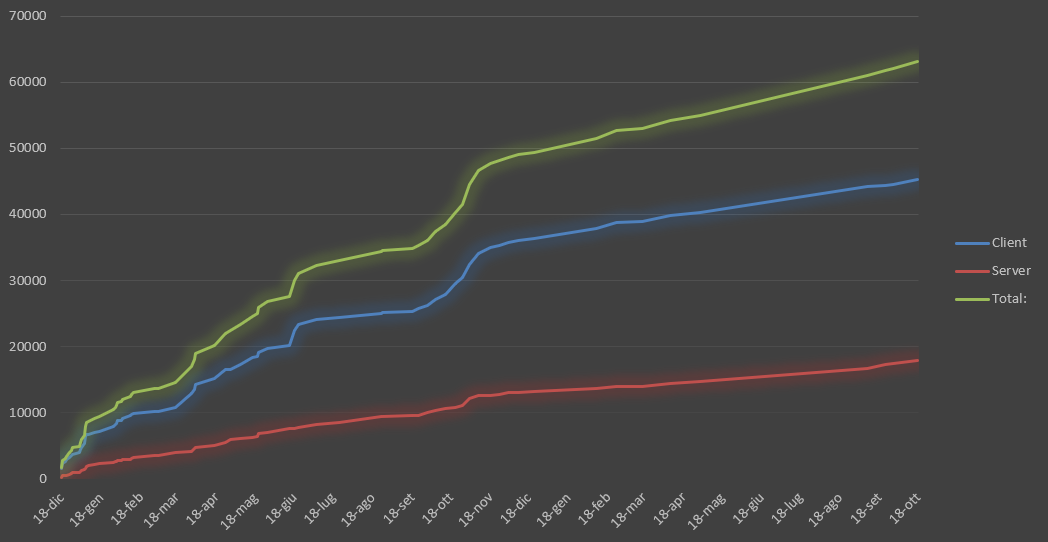 70000
60000
50000
40000
30000
20000
10000
0
18-dic
18-gen
18-feb
18-mar
18-apr
18-mag
18-giu
18-lug
18-ago
18-set
18-ott
18-nov
18-dic
18-gen
18-feb
18-mar
18-apr
18-mag
18-giu
18-lug
18-ago
18-set
18-ott
Client
Server
Total: